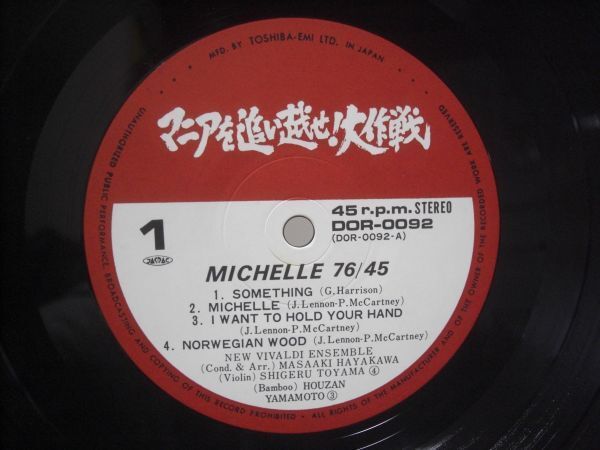 MFD. BY TOSHIBA-EMI LTD. IN JAPAN
マニアを追い越せ!大作戦
1
JASRAC
45 r.p.m. STEREO
DOR-0092
(DOR-0092-A)
MICHELLE 76/45
1. SOMETHING (G.Harrison)
2. MICHELLE (J.Lennon-P.McCartney)
3. I WANT TO HOLD YOUR HAND
(J.Lennon-P.McCartney)
4. NORWEGIAN WOOD (J.Lennon-P.McCartney)
NEW VIVALDI ENSEMBLE
(Cond. & Arr.) MASAAKI HAYAKAWA
(Violin) SHIGERU TOYAMA ④
(Bamboo) HOUZAN
YAMAMOTO ③
UNAUTHORIZED PUBLIC PERFORMANCE, BROADCASTING AND COPYING OF THIS RECORD PROHIBITED - ALL RIGHTS OF THE MANUFACTURER AND OF THE OWNER OF THE RECORDED WORK ARE RESERVED